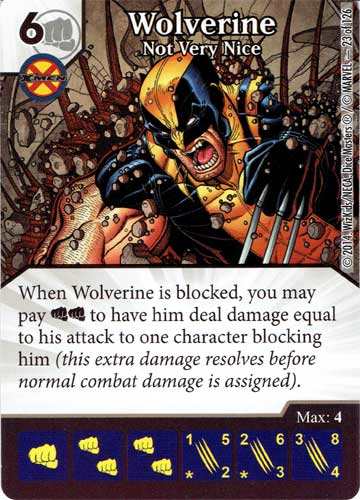 6
Wolverine
Not Very Nice
X-MEN
© 2014 WizKids/NECA. Dice Masters © / © MARVEL — 23 of 126
When Wolverine is blocked, you may
pay to have him deal damage equal
to his attack to one character blocking
him (this extra damage resolves before
normal combat damage is assigned).
Max: 4
1 5
* 2
2 6
* 3
3 8
4